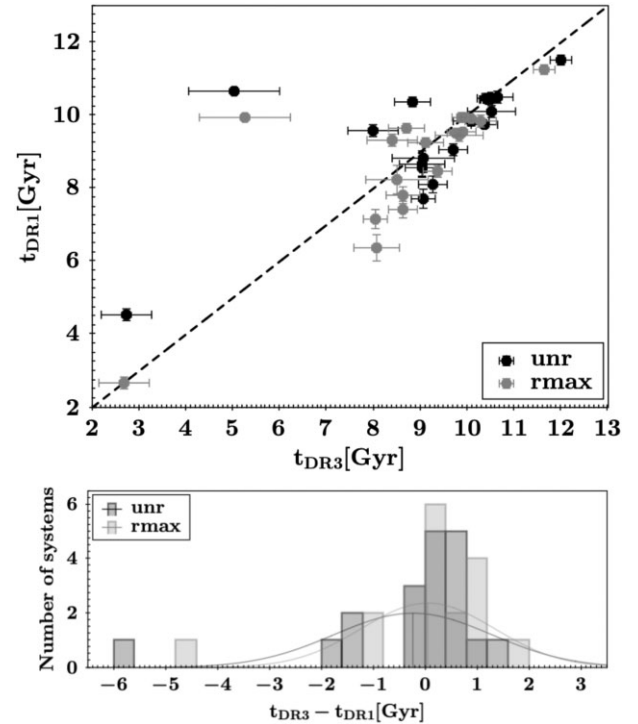 12
10
8
6
4
2
t_DR1[Gyr]
unr
rmax
2 3 4 5 6 7 8 9 10 11 12 13
t_DR3[Gyr]
unr
rmax
6
4
2
0
Number of systems
−6 −5 −4 −3 −2 −1 0 1 2 3
t_DR3 − t_DR1[Gyr]